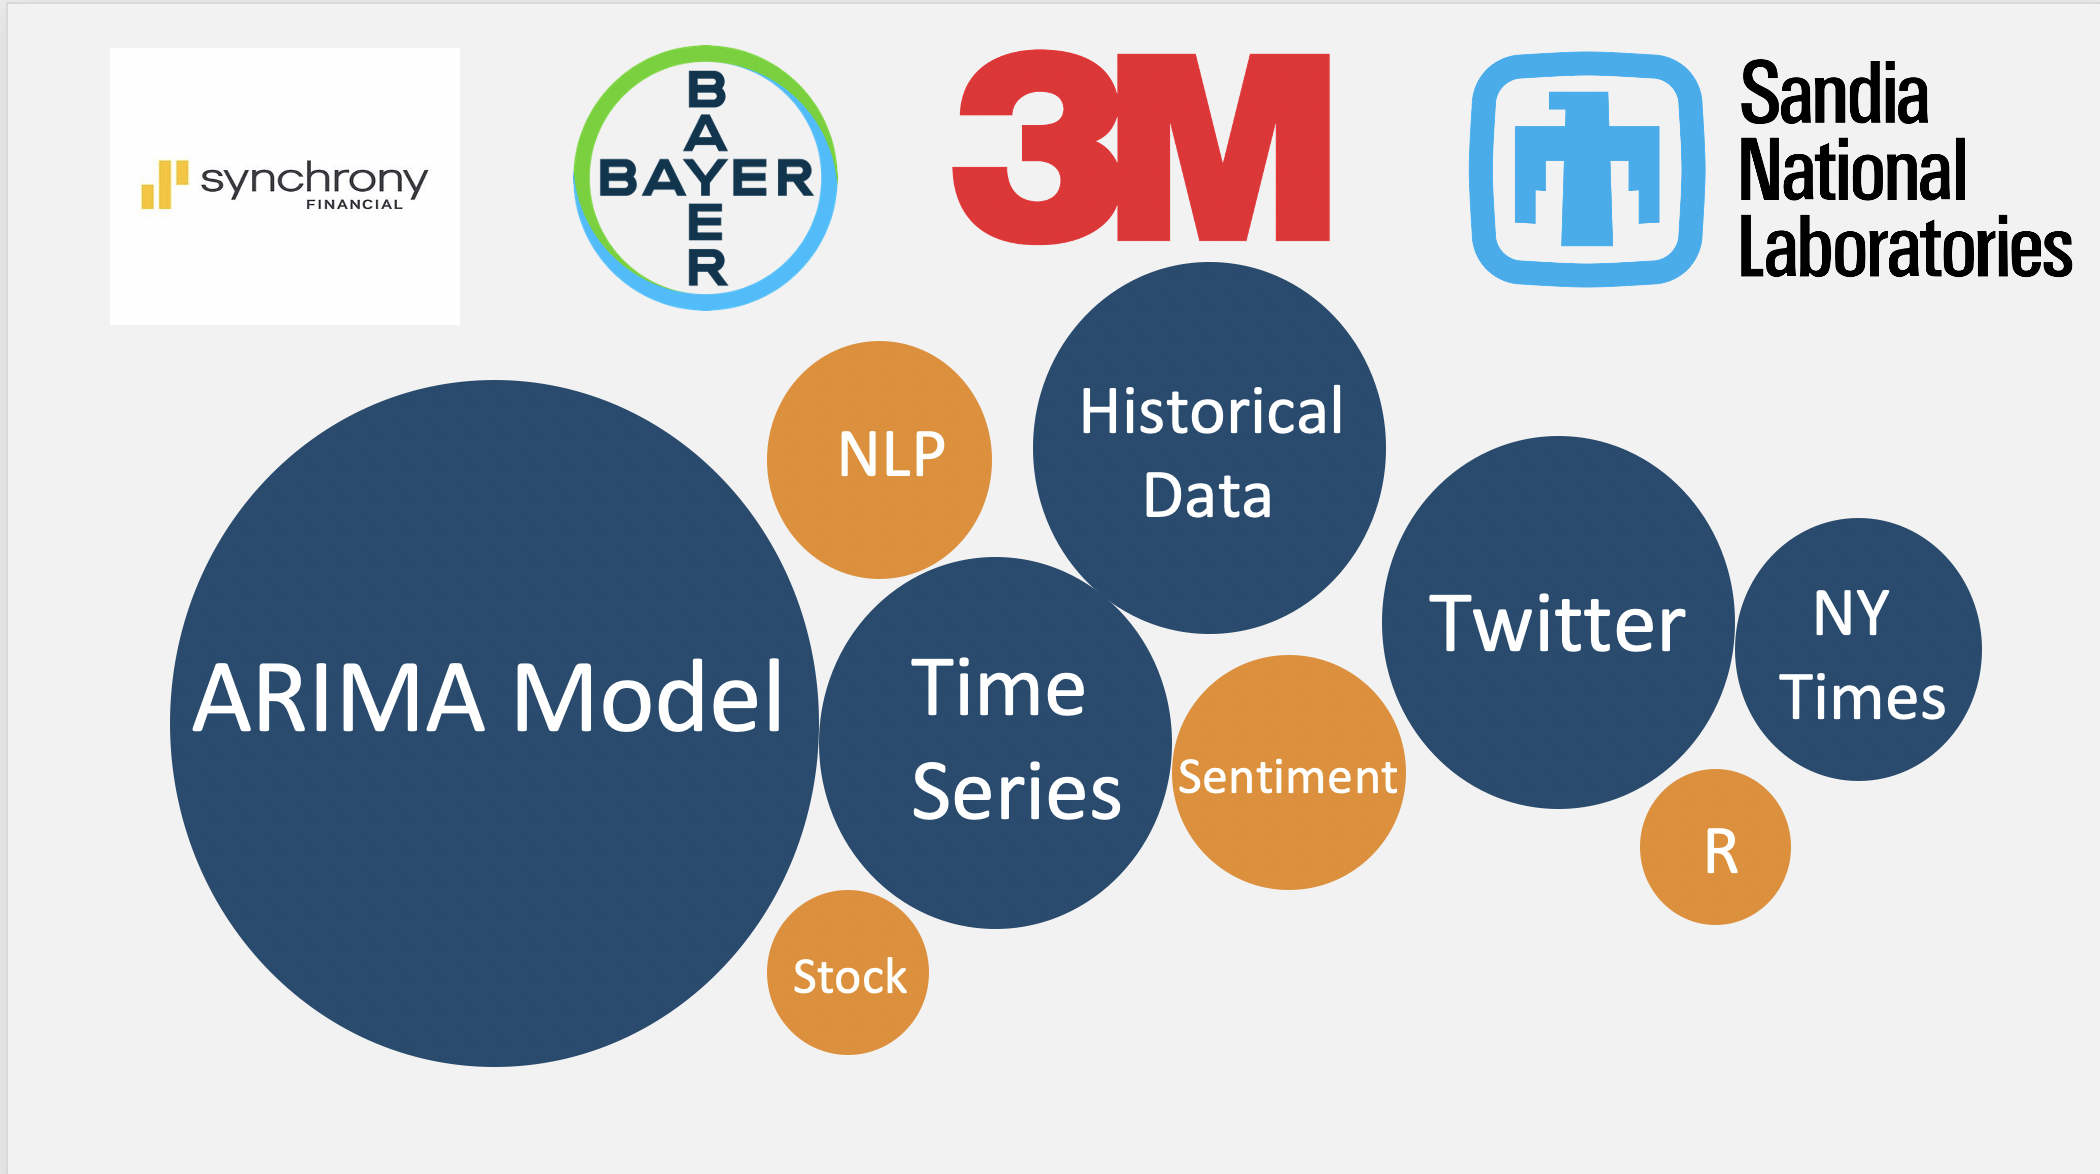 synchrony
FINANCIAL
BAYER
BAYER
3M
Sandia
National
Laboratories
NLP
Historical
Data
ARIMA Model
Time
Series
Sentiment
Twitter
NY
Times
R
Stock